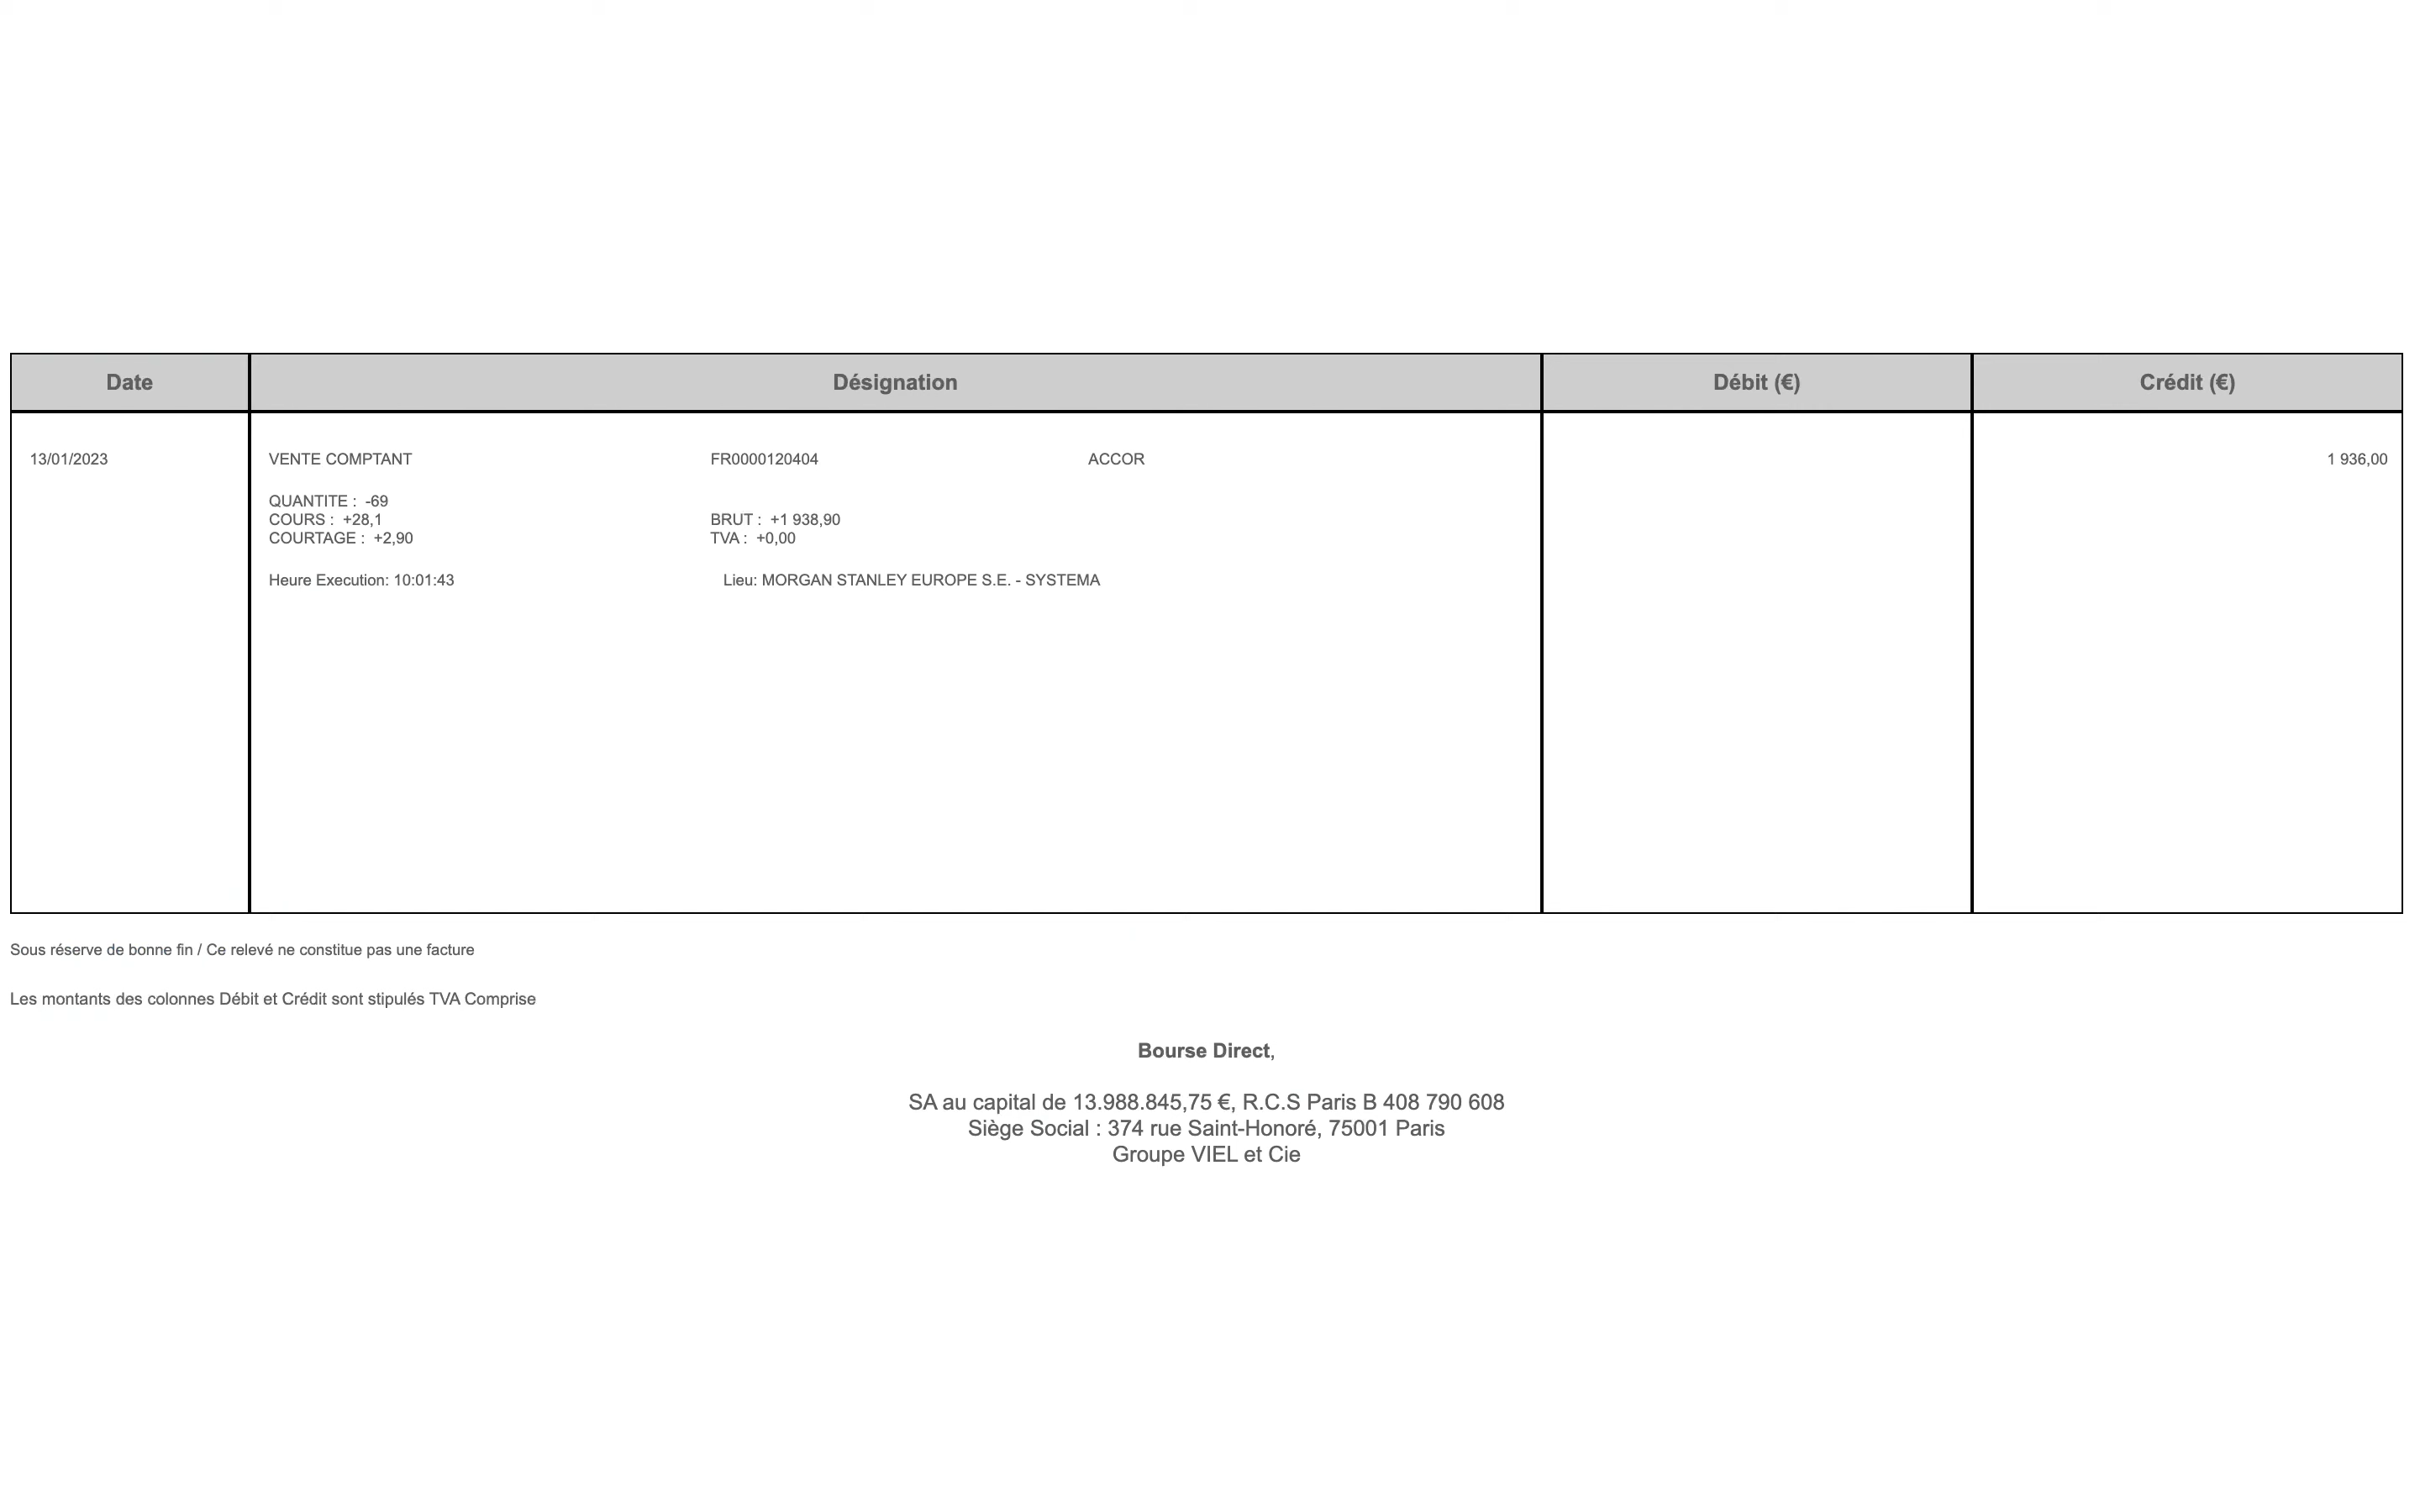 Date Désignation Débit (€) Crédit (€)
13/01/2023 VENTE COMPTANT FR0000120404 ACCOR 1 936,00
QUANTITE : -69
COURS : +28,1 BRUT : +1 938,90
COURTAGE : +2,90 TVA : +0,00
Heure Execution: 10:01:43 Lieu: MORGAN STANLEY EUROPE S.E. - SYSTEMA
Sous réserve de bonne fin / Ce relevé ne constitue pas une facture
Les montants des colonnes Débit et Crédit sont stipulés TVA Comprise
Bourse Direct,
SA au capital de 13.988.845,75 €, R.C.S Paris B 408 790 608
Siège Social : 374 rue Saint-Honoré, 75001 Paris
Groupe VIEL et Cie